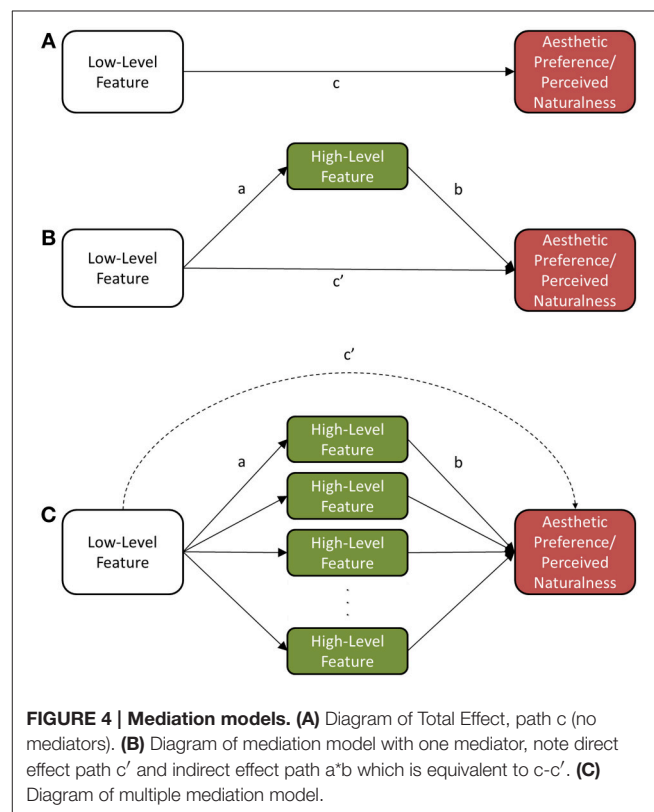 A
Low-Level
Feature
c
Aesthetic
Preference/
Perceived
Naturalness
High-Level
Feature
a
b
B
Low-Level
Feature
c'
Aesthetic
Preference/
Perceived
Naturalness
c'
High-Level
Feature
a
b
High-Level
Feature
C
Low-Level
Feature
High-Level
Feature
Aesthetic
Preference/
Perceived
Naturalness
.
.
.
High-Level
Feature
FIGURE 4 | Mediation models. (A) Diagram of Total Effect, path c (no
mediators). (B) Diagram of mediation model with one mediator, note direct
effect path c′ and indirect effect path a*b which is equivalent to c-c′. (C)
Diagram of multiple mediation model.